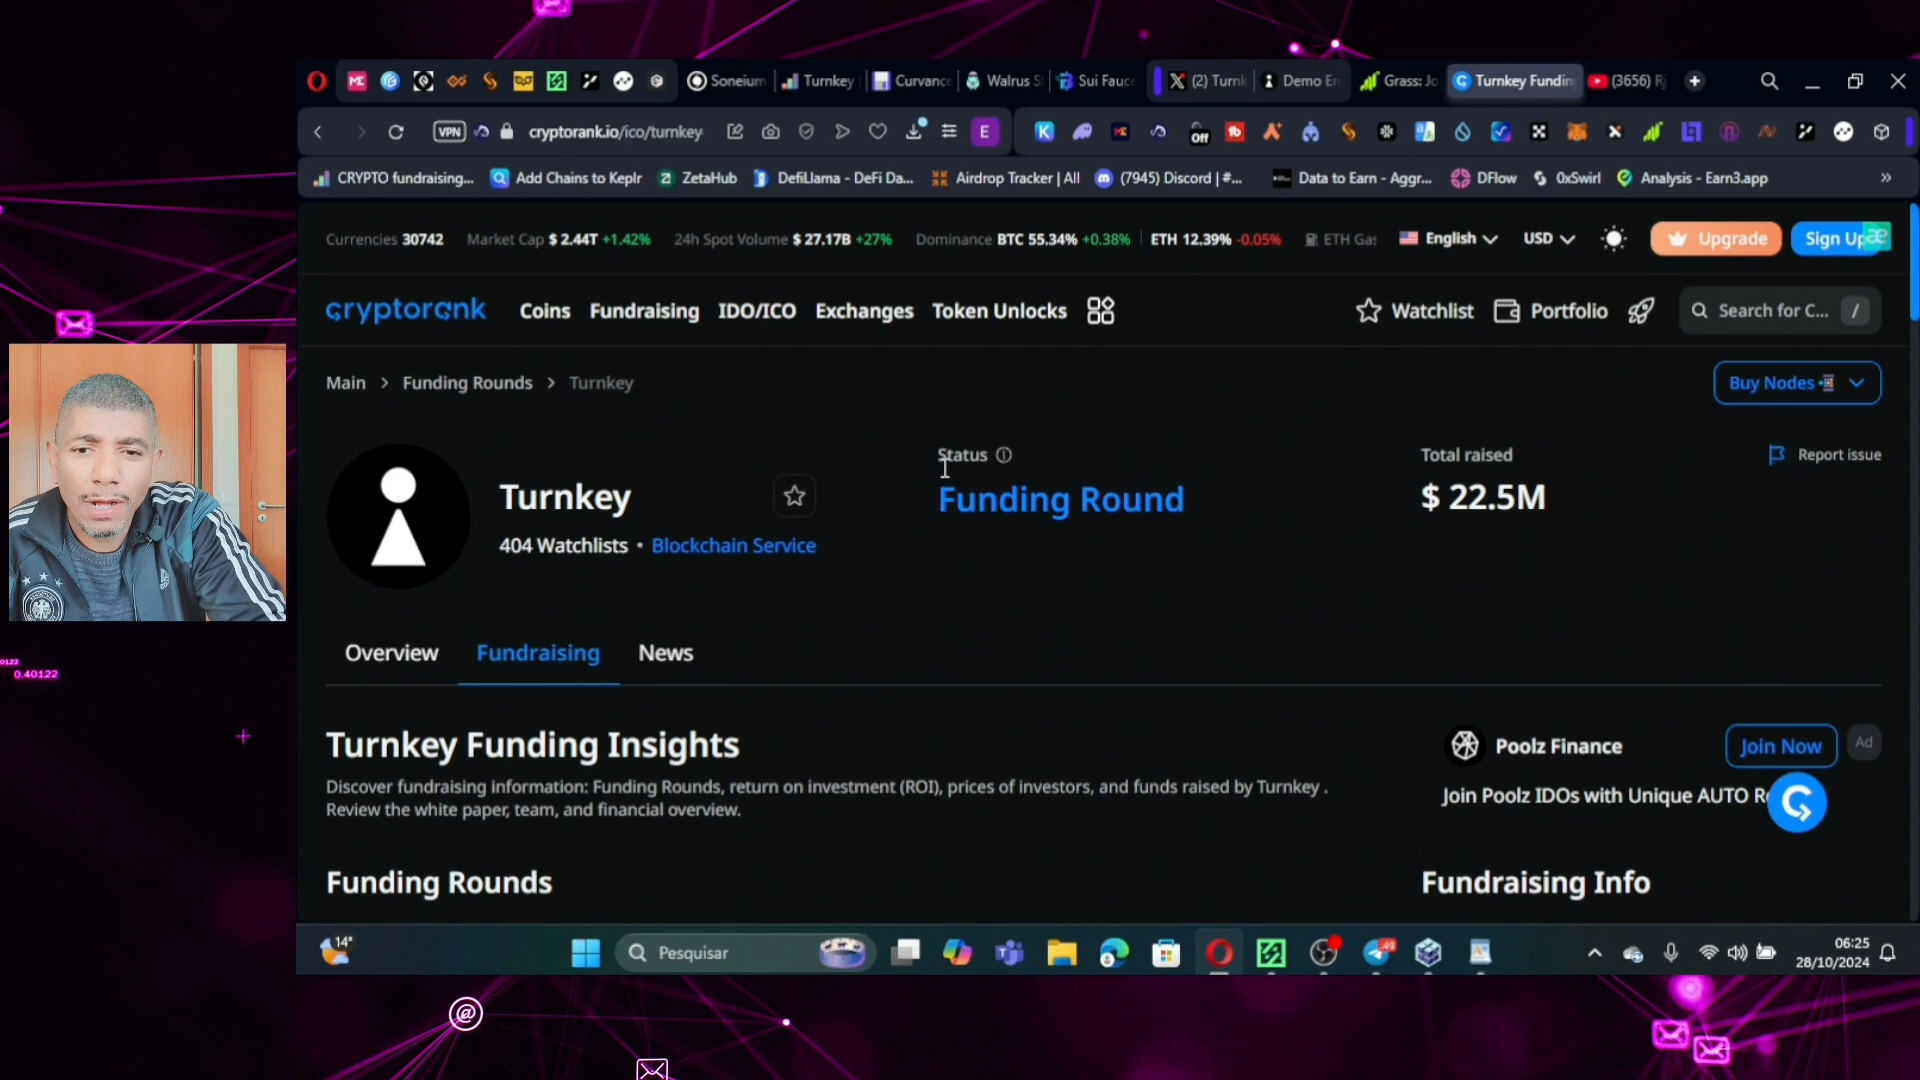 Soneium
Turnkey
Curvance
Walrus S
Sui Fauce
(2) Turnk
Demo Em
Grass: Jo
Turnkey Fundin
(3656) R
VPN
cryptorank.io/ico/turnkey
E
K
Off
CRYPTO fundraising...
Add Chains to Keplr
ZetaHub
DefiLlama - DeFi Da...
Airdrop Tracker | All
(7945) Discord | #...
Data to Earn - Aggr...
DFlow
0xSwirl
Analysis - Earn3.app
»
Currencies 30742
Market Cap $ 2.44T +1.42%
24h Spot Volume $ 27.17B +27%
Dominance BTC 55.34% +0.38%
ETH 12.39% -0.05%
ETH Gas
English
USD
Upgrade
Sign Up
cryptorank
Coins
Fundraising
IDO/ICO
Exchanges
Token Unlocks
Watchlist
Portfolio
Search for C...
/
Main > Funding Rounds > Turnkey
Buy Nodes
Turnkey
404 Watchlists • Blockchain Service
Status
Funding Round
Total raised
$ 22.5M
Report issue
Overview
Fundraising
News
Turnkey Funding Insights
Discover fundraising information: Funding Rounds, return on investment (ROI), prices of investors, and funds raised by Turnkey .
Review the white paper, team, and financial overview.
Poolz Finance
Join Now
Ad
Join Poolz IDOs with Unique AUTO R
Funding Rounds
Fundraising Info
0122
0.40122
14°
Pesquisar
49
06:25
28/10/2024